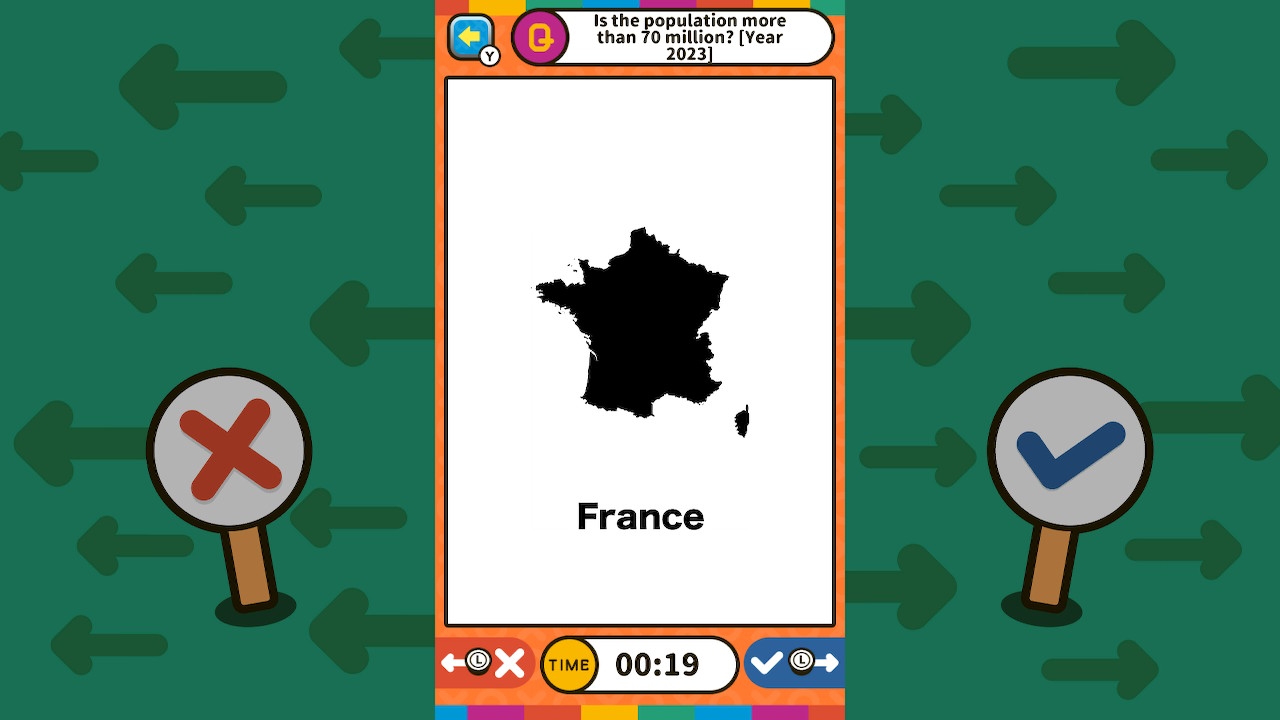 Q
Is the population more
than 70 million? [Year
2023]
Y
France
L
TIME
00:19
L